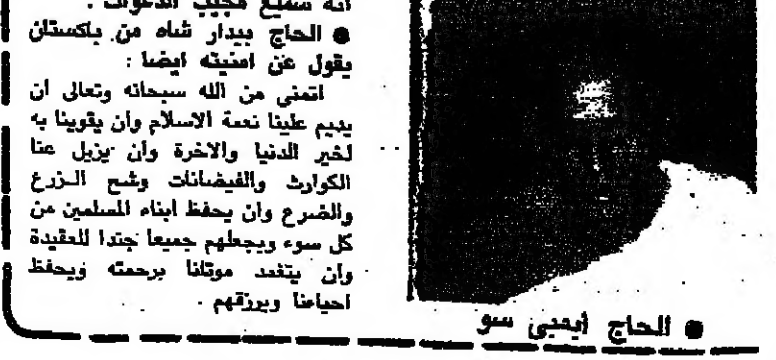 انه سميع مجيب الدعوات .
● الحاج بيدار شاه من باكستان
يقول عن امنيته ايضا :
اتمنى من الله سبحانه وتعالى ان
يديم علينا نعمة الاسلام وان يقوينا به
لخير الدنيا والاخرة وان يزيل عنا
الكوارث والفيضانات وشح الزرع
والضرع وان يحفظ ابناء المسلمين من
كل سوء ويجعلهم جميعا جندا للعقيدة
وان يتغمد موتانا برحمته ويحفظ
احياءنا ويرزقهم .
● الحاج أيمبي سو